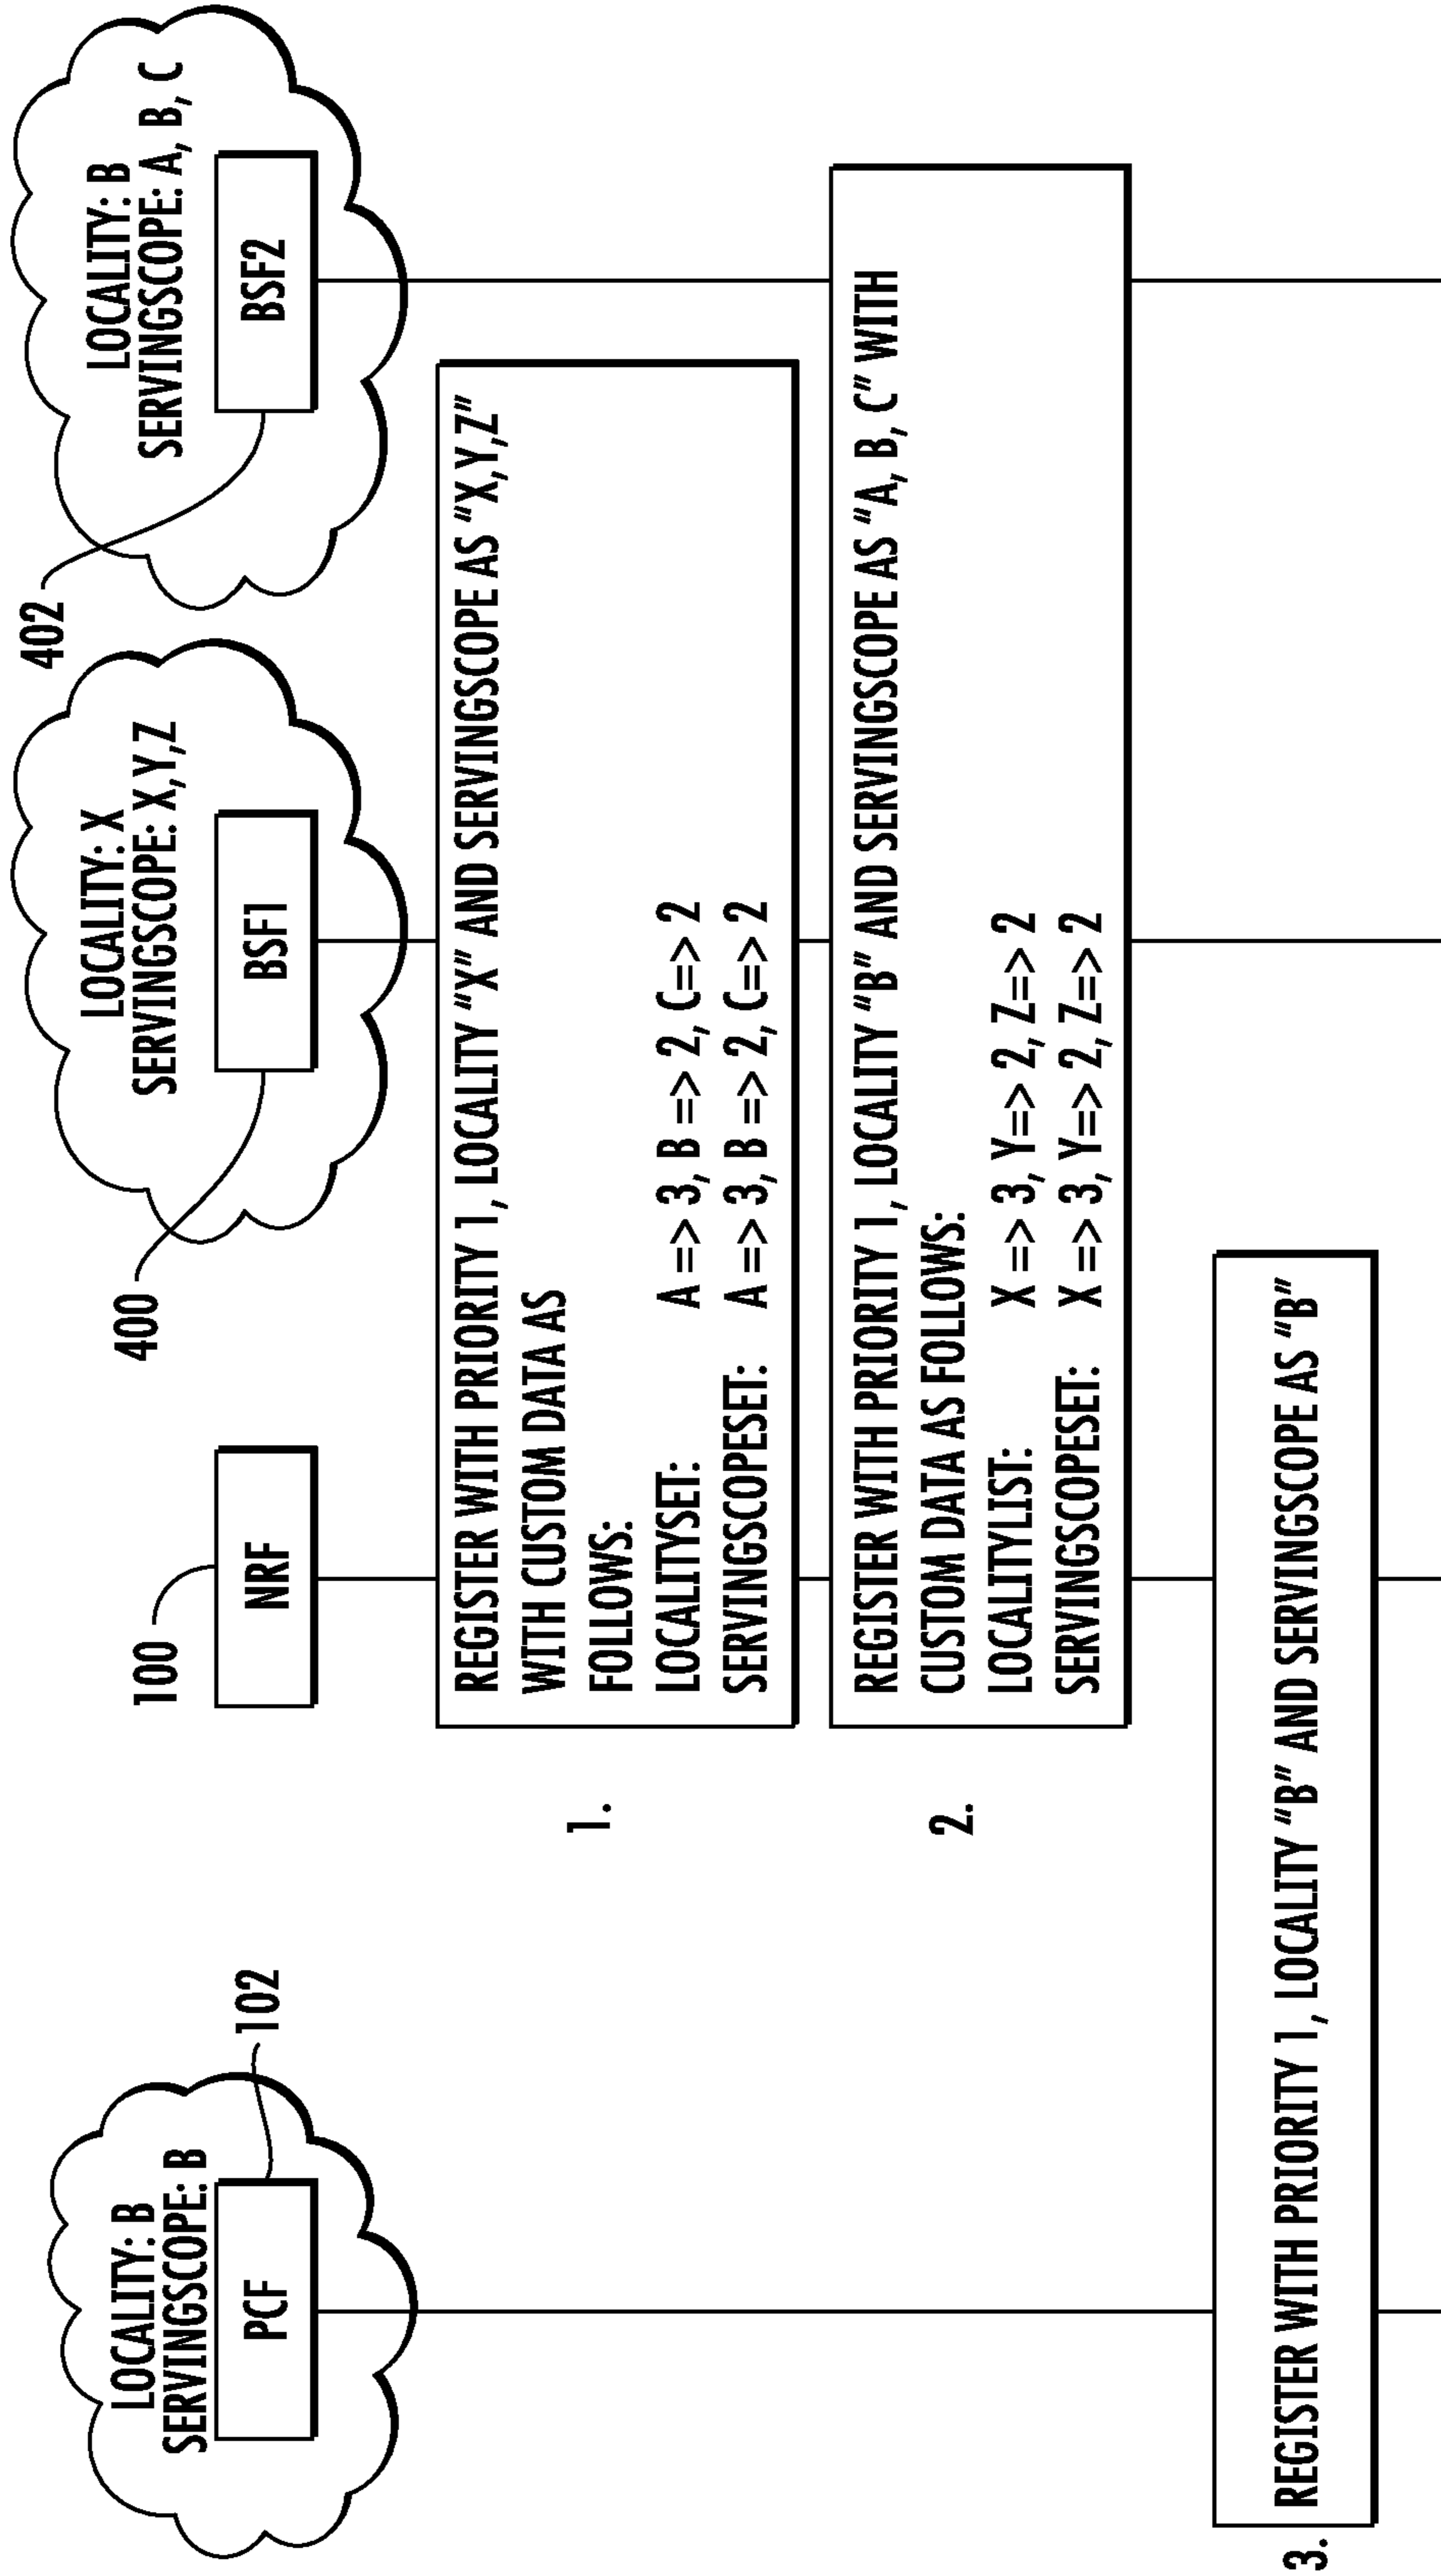 LOCALITY: B
SERVINGSCOPE: B
PCF
102
100
NRF
400
LOCALITY: X
SERVINGSCOPE: X,Y,Z
BSF1
402
LOCALITY: B
SERVINGSCOPE: A, B, C
BSF2
1.
REGISTER WITH PRIORITY 1, LOCALITY "X" AND SERVINGSCOPE AS "X,Y,Z"
WITH CUSTOM DATA AS
FOLLOWS:
LOCALITYSET: A => 3, B => 2, C=> 2
SERVINGSCOPESET: A => 3, B => 2, C=> 2
2.
REGISTER WITH PRIORITY 1, LOCALITY "B" AND SERVINGSCOPE AS "A, B, C" WITH
CUSTOM DATA AS FOLLOWS:
LOCALITYLIST: X => 3, Y=> 2, Z=> 2
SERVINGSCOPESET: X => 3, Y=> 2, Z=> 2
3.
REGISTER WITH PRIORITY 1, LOCALITY "B" AND SERVINGSCOPE AS "B"